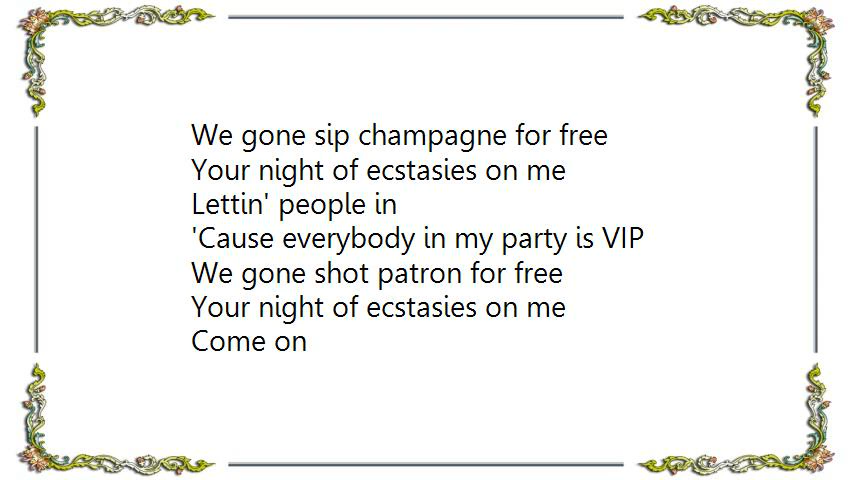 We gone sip champagne for free
Your night of ecstasies on me
Lettin' people in
'Cause everybody in my party is VIP
We gone shot patron for free
Your night of ecstasies on me
Come on